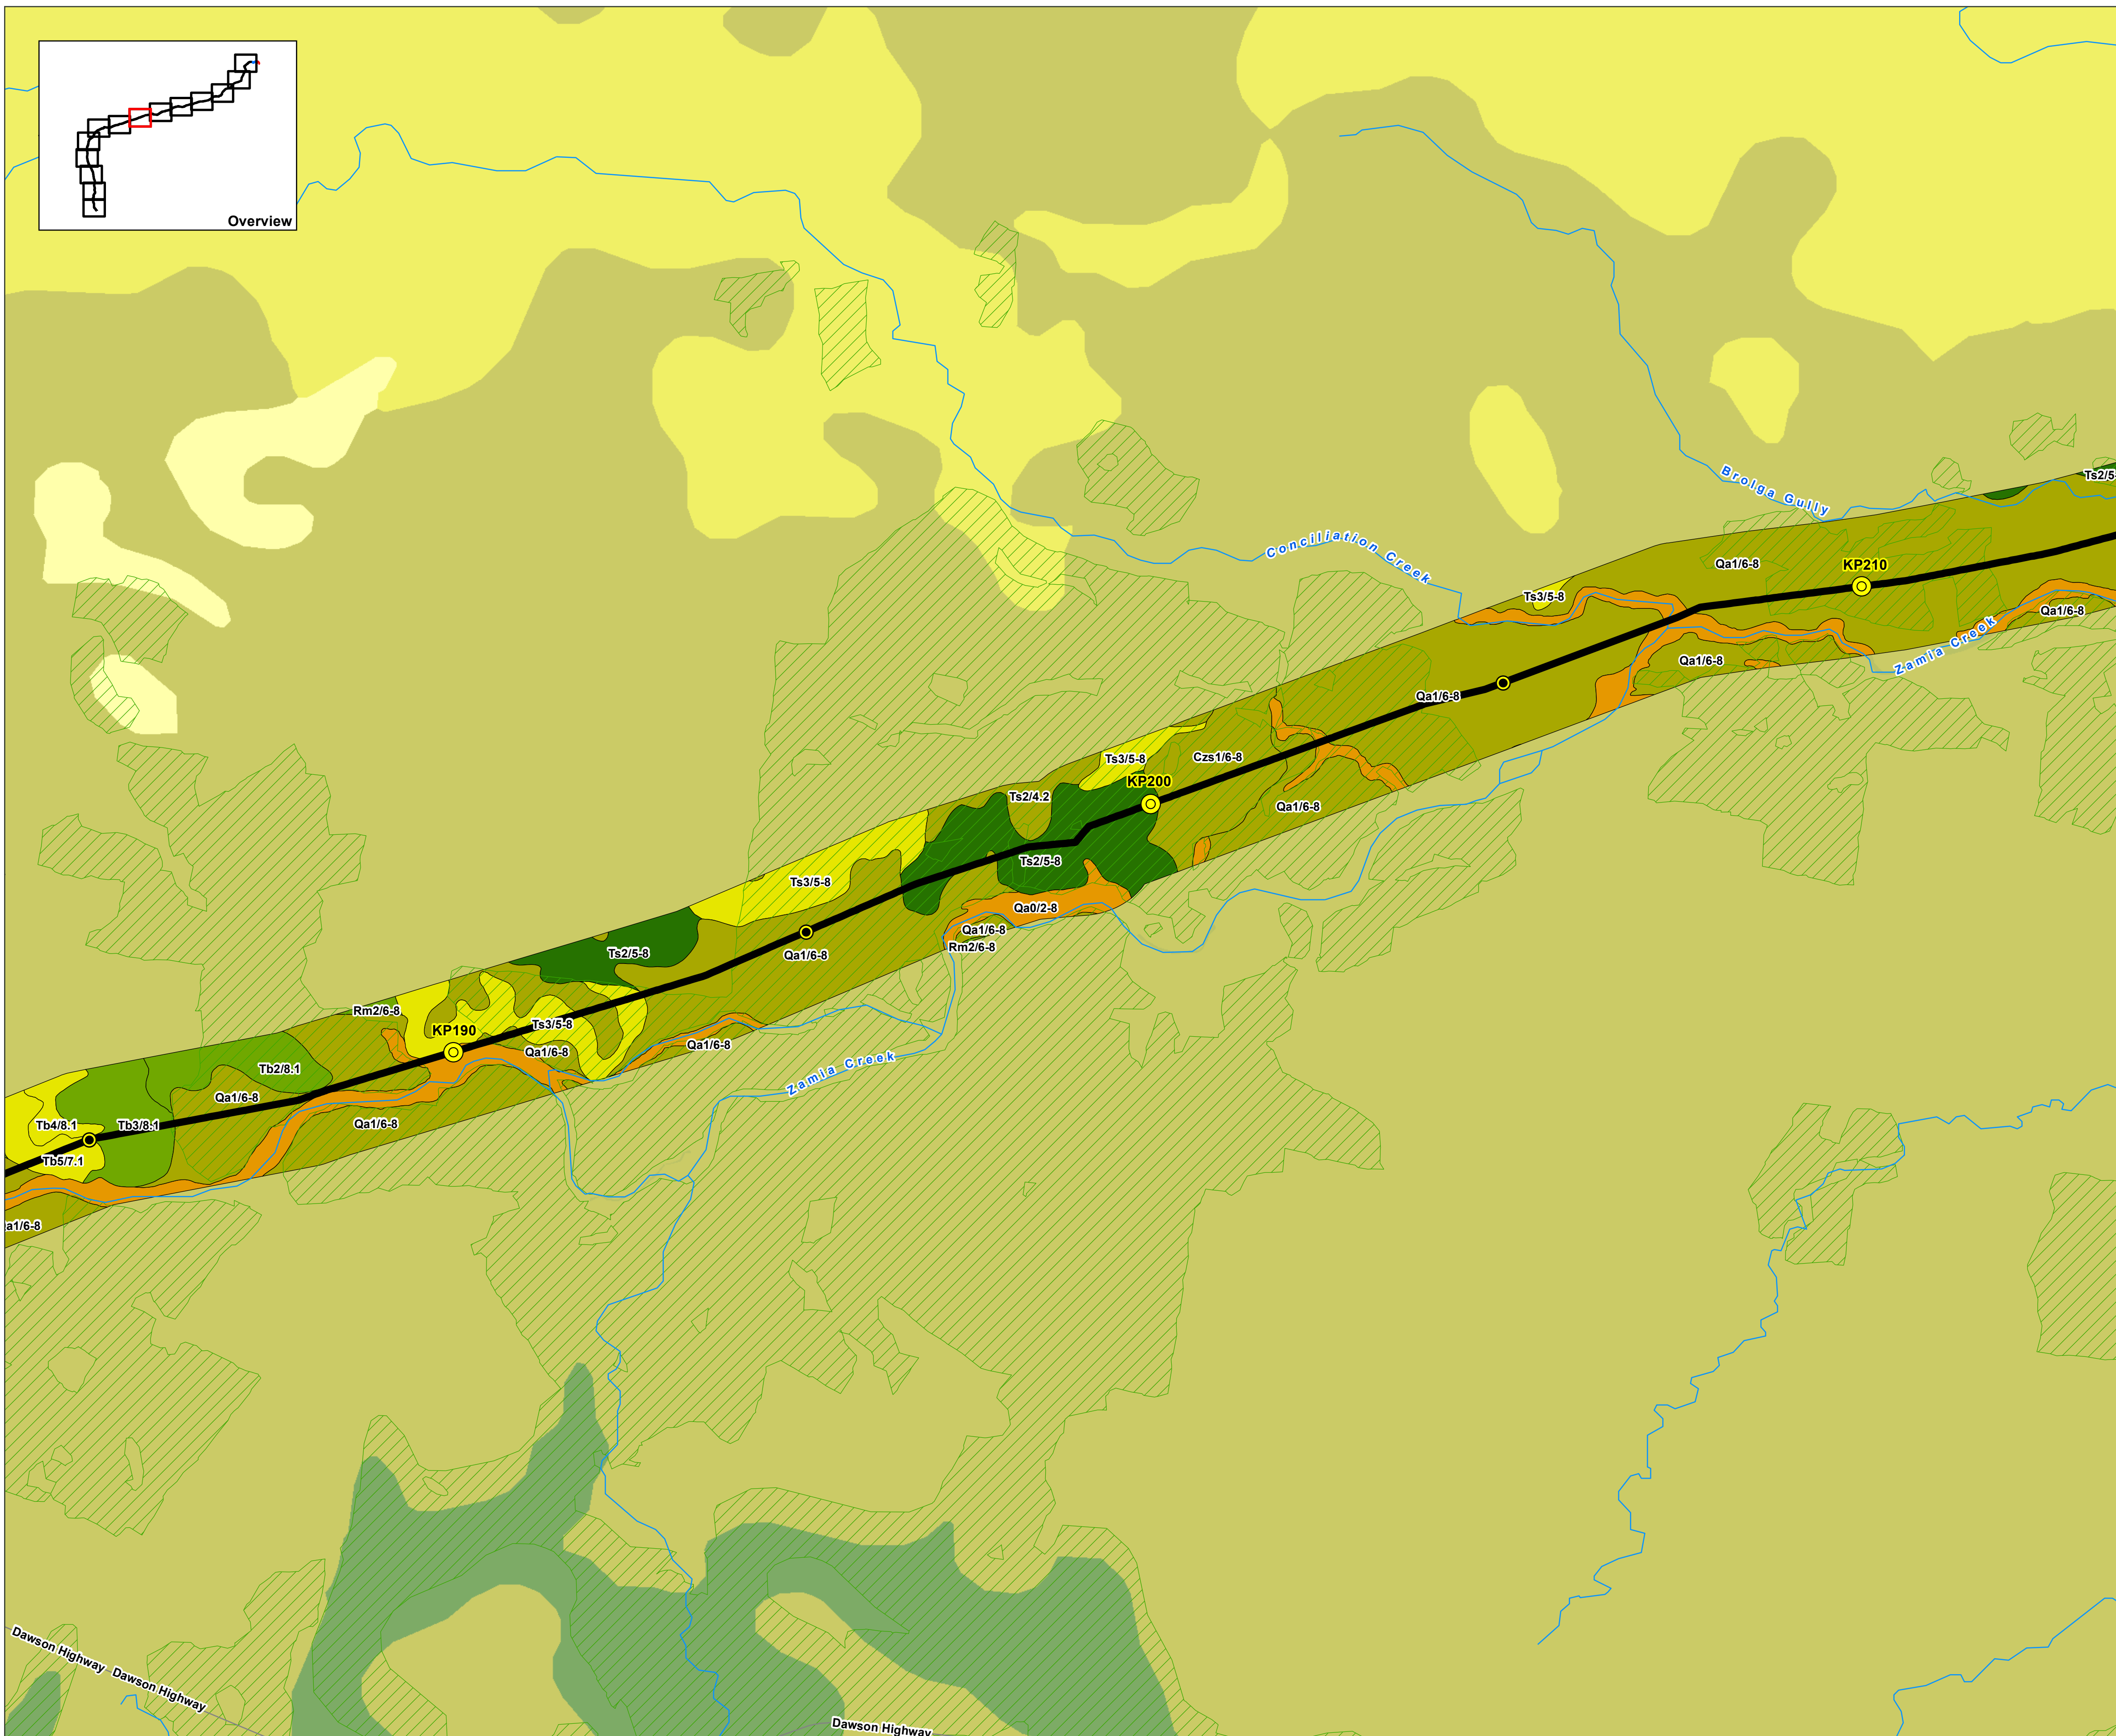 Overview
Brolga Gully
Ts2/5-
Conciliation Creek
Qa1/6-8
KP210
Ts3/5-8
Qa1/6-8
Zamia Creek
Qa1/6-8
Qa1/6-8
Ts3/5-8
Czs1/6-8
KP200
Ts2/4.2
Qa1/6-8
Ts2/5-8
Ts3/5-8
Qa0/2-8
Qa1/6-8
Rm2/6-8
Ts2/5-8
Qa1/6-8
Rm2/6-8
KP190
Ts3/5-8
Qa1/6-8
Qa1/6-8
Zamia Creek
Tb2/8.1
Qa1/6-8
Tb4/8.1
Tb3/8.1
Qa1/6-8
Tb5/7.1
a1/6-8
Dawson Highway
Dawson Highway
Dawson Highway